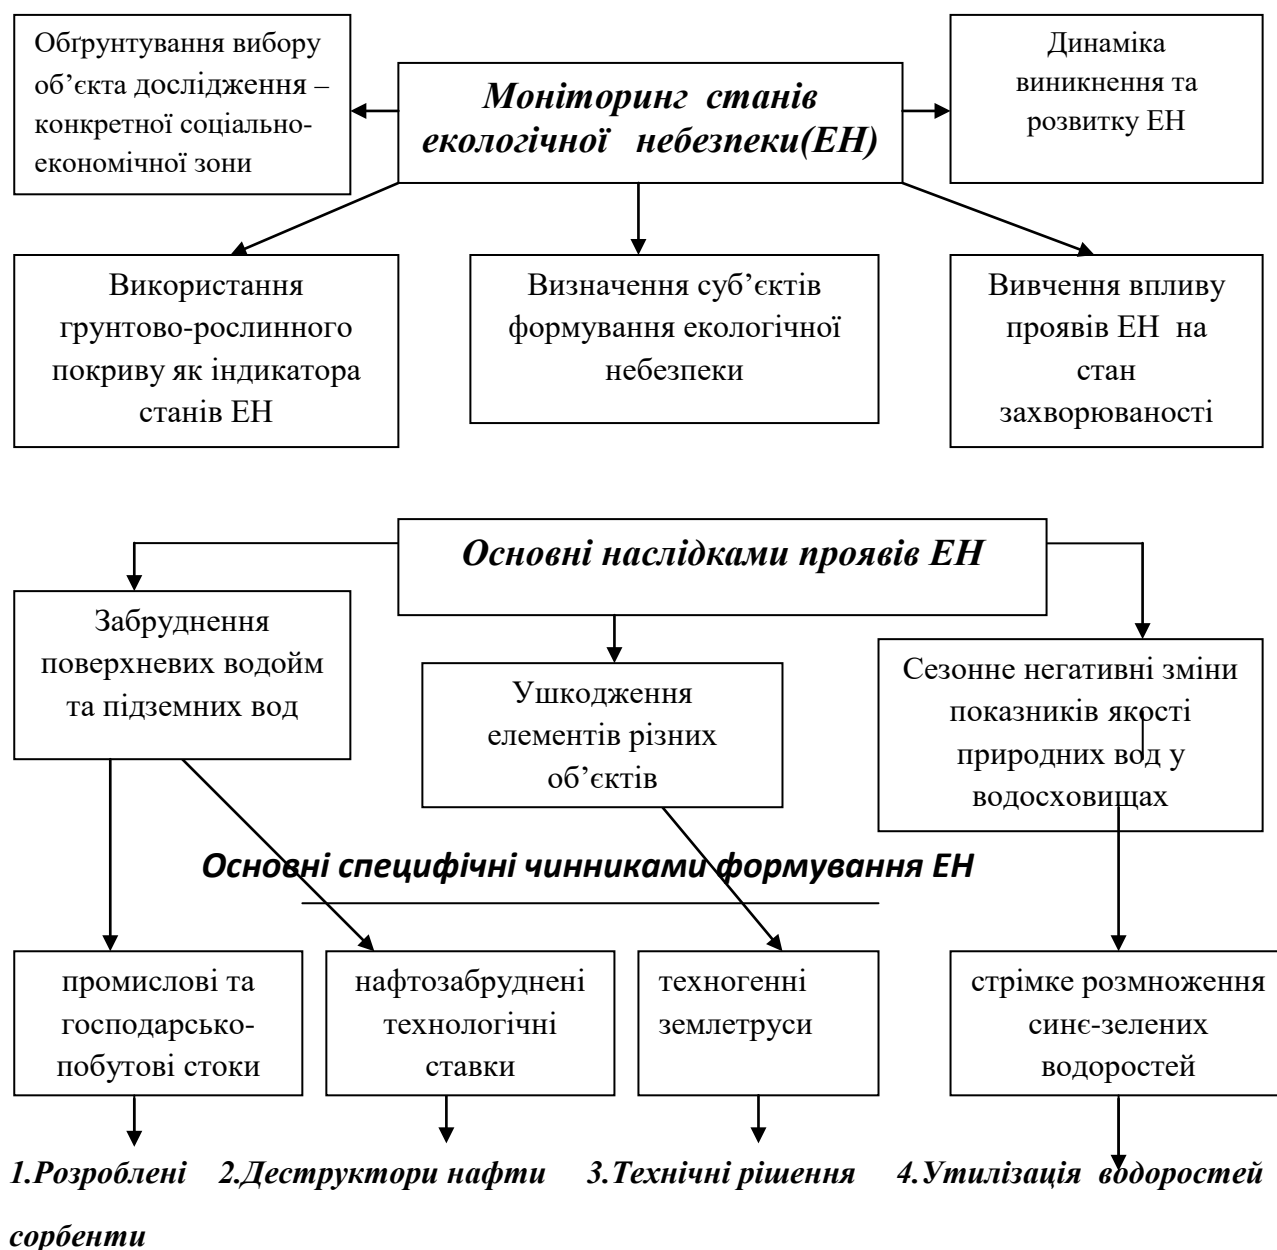 Обґрунтування вибору
об’єкта дослідження –
конкретної соціально-
економічної зони
Моніторинг станів
екологічної небезпеки(ЕН)
Динаміка
виникнення та
розвитку ЕН
Використання
грунтово-рослинного
покриву як індикатора
станів ЕН
Визначення суб’єктів
формування екологічної
небезпеки
Вивчення впливу
проявів ЕН на
стан
захворюваності
Основні наслідками проявів ЕН
Забруднення
поверхневих водойм
та підземних вод
Ушкодження
елементів різних
об’єктів
Сезонне негативні зміни
показників якості
природних вод у
водосховищах
Основні специфічні чинниками формування ЕН
промислові та
господарсько-
побутові стоки
нафтозабруднені
технологічні
ставки
техногенні
землетруси
стрімке розмноження
синє-зелених
водоростей
1.Розроблені
сорбенти
2.Деструктори нафти
3.Технічні рішення
4.Утилізація водоростей